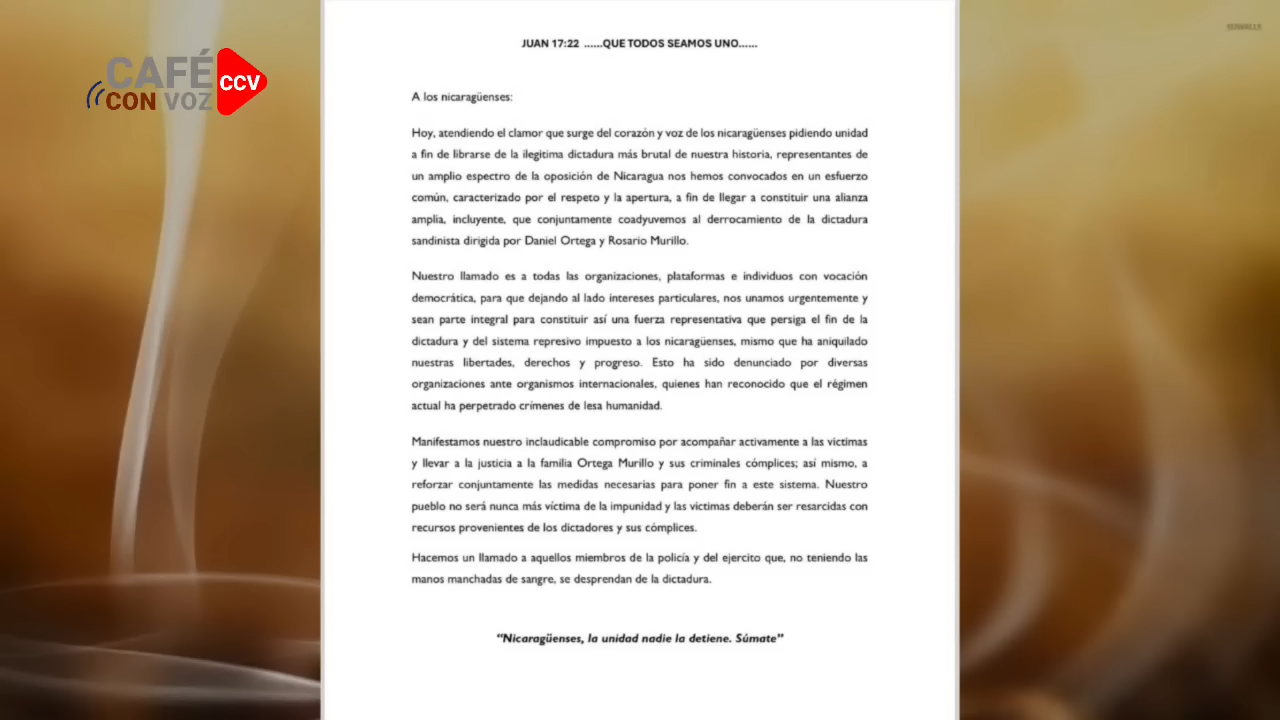 CAFÉ
CON VOZ
CCV
JUAN 17:22 ......QUE TODOS SEAMOS UNO......
A los nicaragüenses:
Hoy, atendiendo el clamor que surge del corazón y voz de los nicaragüenses pidiendo unidad
a fin de librarse de la ilegitima dictadura más brutal de nuestra historia, representantes de
un amplio espectro de la oposición de Nicaragua nos hemos convocados en un esfuerzo
común, caracterizado por el respeto y la apertura, a fin de llegar a constituir una alianza
amplia, incluyente, que conjuntamente coadyuvemos al derrocamiento de la dictadura
sandinista dirigida por Daniel Ortega y Rosario Murillo.
Nuestro llamado es a todas las organizaciones, plataformas e individuos con vocación
democrática, para que dejando al lado intereses particulares, nos unamos urgentemente y
sean parte integral para constituir así una fuerza representativa que persiga el fin de la
dictadura y del sistema represivo impuesto a los nicaragüenses, mismo que ha aniquilado
nuestras libertades, derechos y progreso. Esto ha sido denunciado por diversas
organizaciones ante organismos internacionales, quienes han reconocido que el régimen
actual ha perpetrado crímenes de lesa humanidad.
Manifestamos nuestro inclaudicable compromiso por acompañar activamente a las víctimas
y llevar a la justicia a la familia Ortega Murillo y sus criminales cómplices; así mismo, a
reforzar conjuntamente las medidas necesarias para poner fin a este sistema. Nuestro
pueblo no será nunca más víctima de la impunidad y las víctimas deberán ser resarcidas con
recursos provenientes de los dictadores y sus cómplices.
Hacemos un llamado a aquellos miembros de la policía y del ejercito que, no teniendo las
manos manchadas de sangre, se desprendan de la dictadura.
“Nicaragüenses, la unidad nadie la detiene. Súmate”